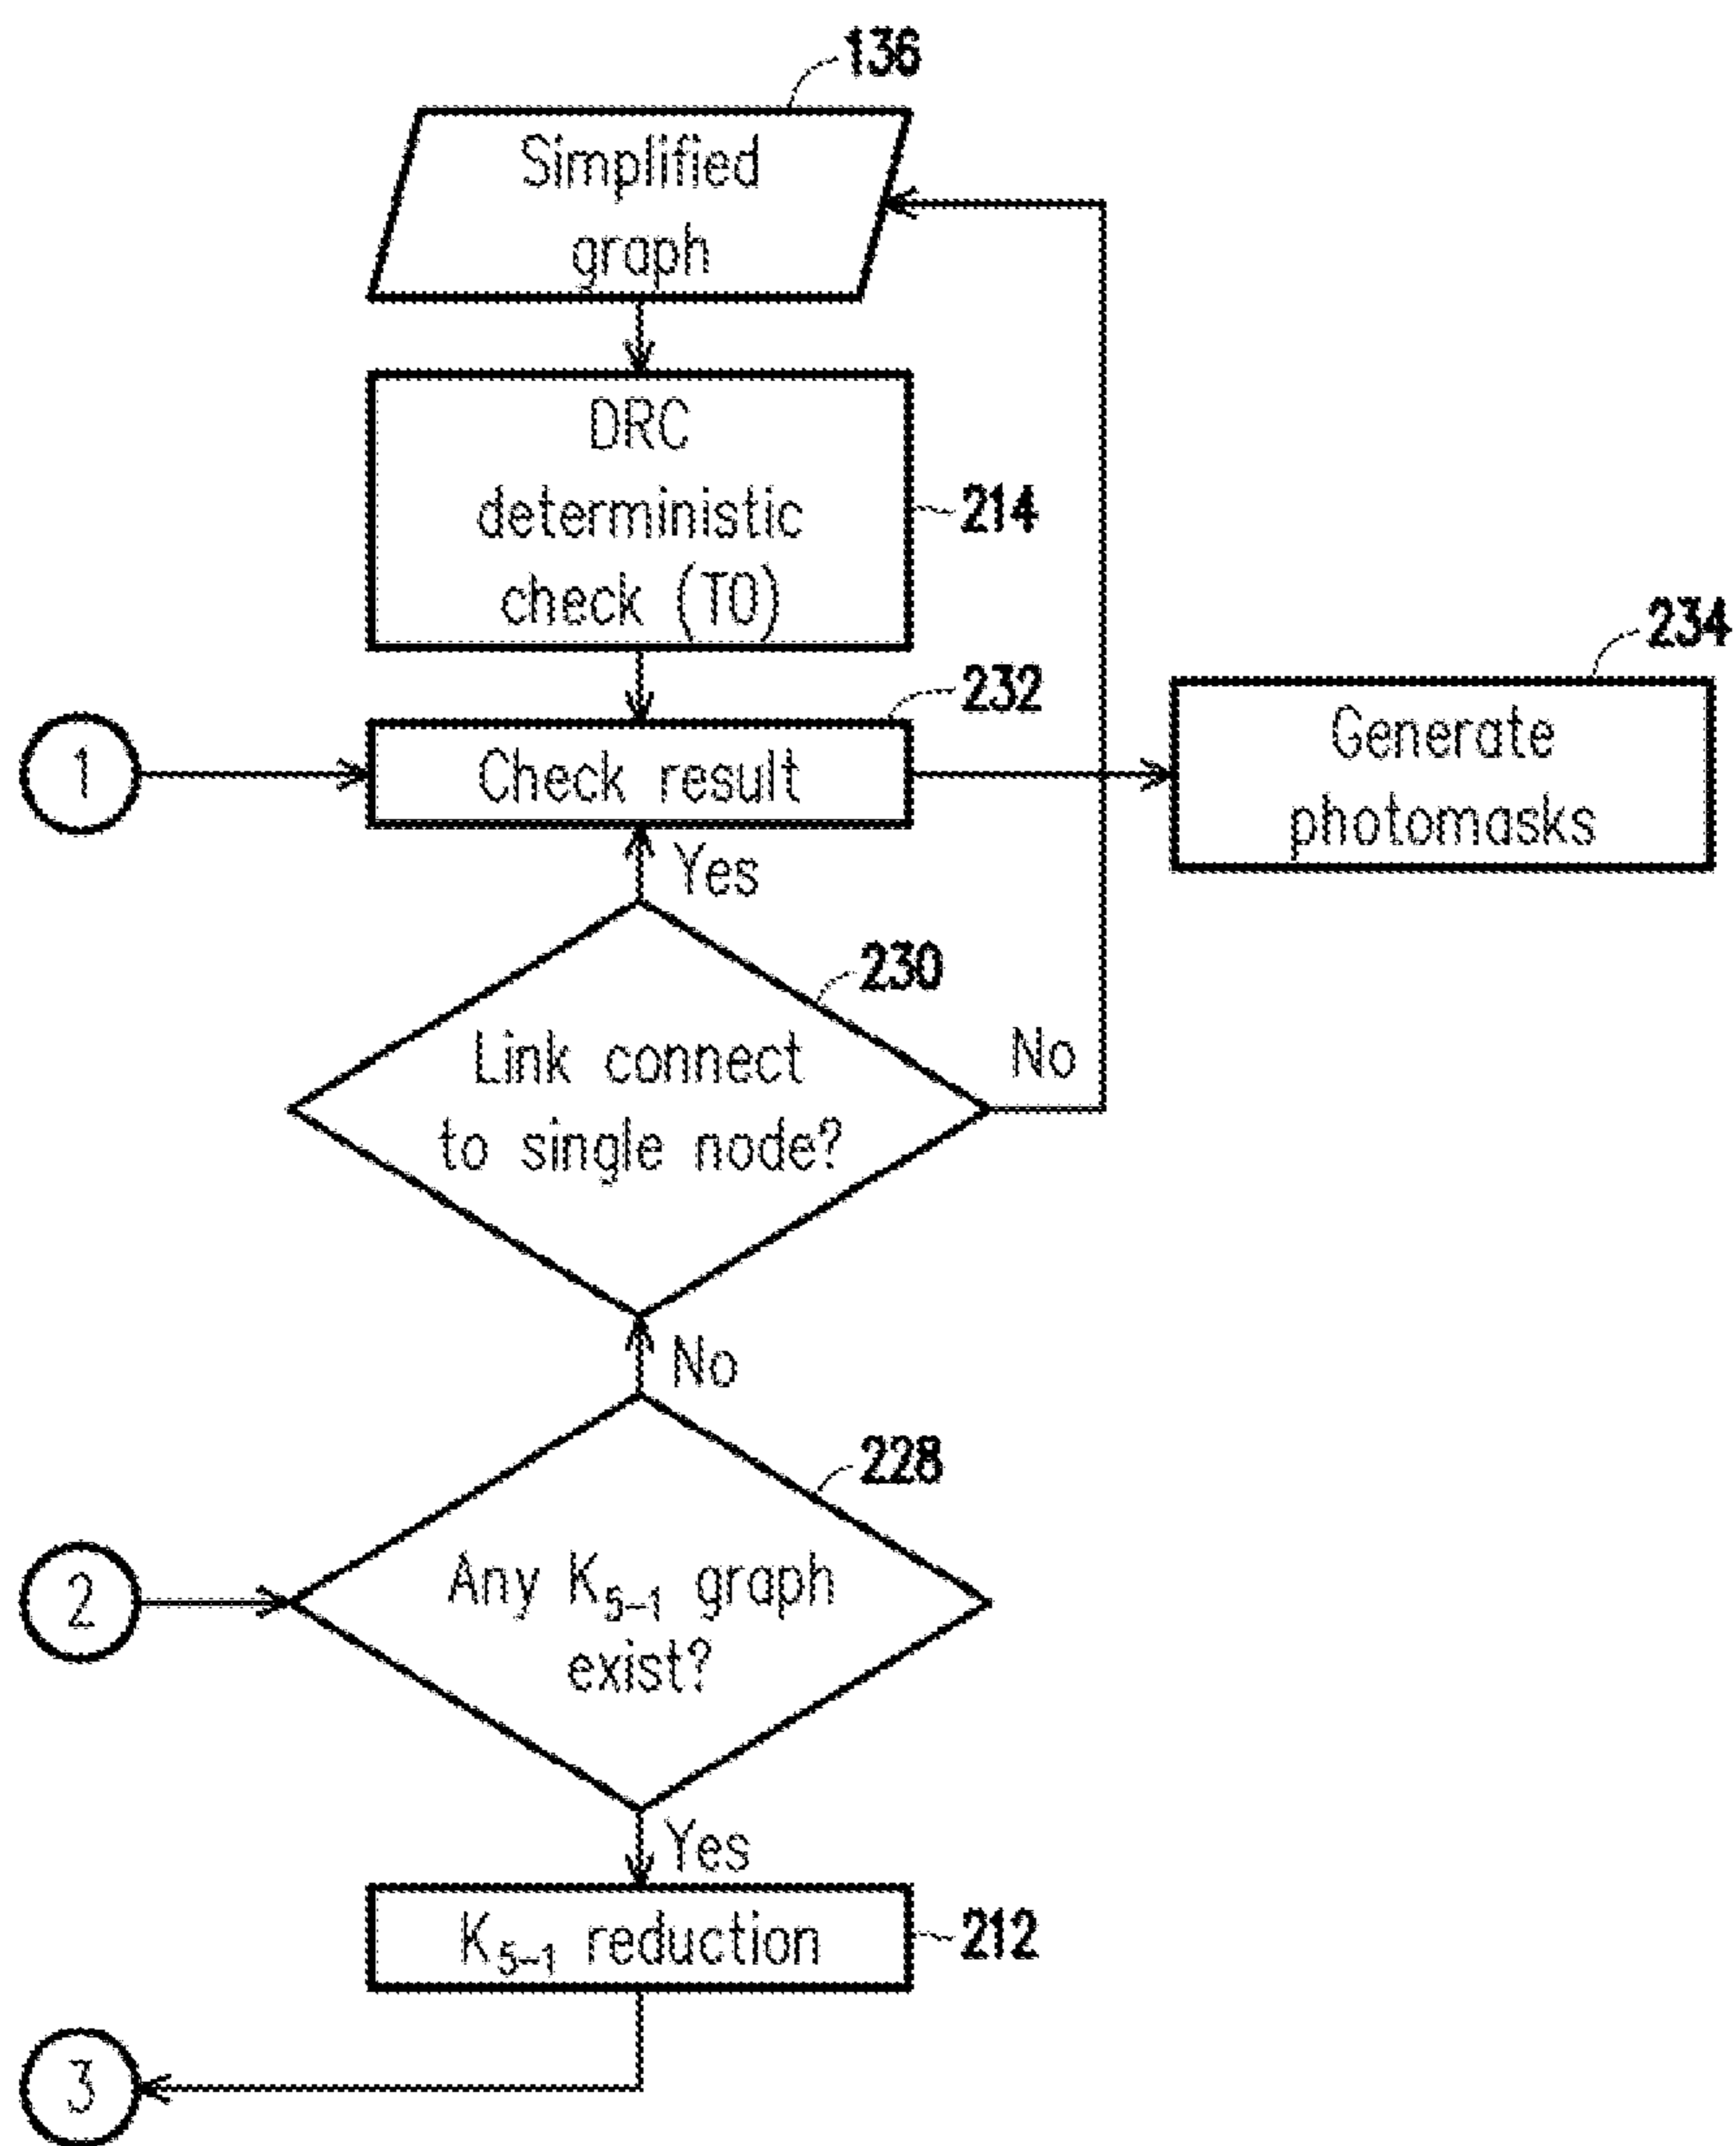 136
Simplified
graph
DRC
deterministic
check (T0)
214
232
234
1
Check result
Generate
photomasks
Yes
230
Link connect
to single node?
No
No
228
2
Any K5-1 graph
exist?
Yes
K5-1 reduction
212
3